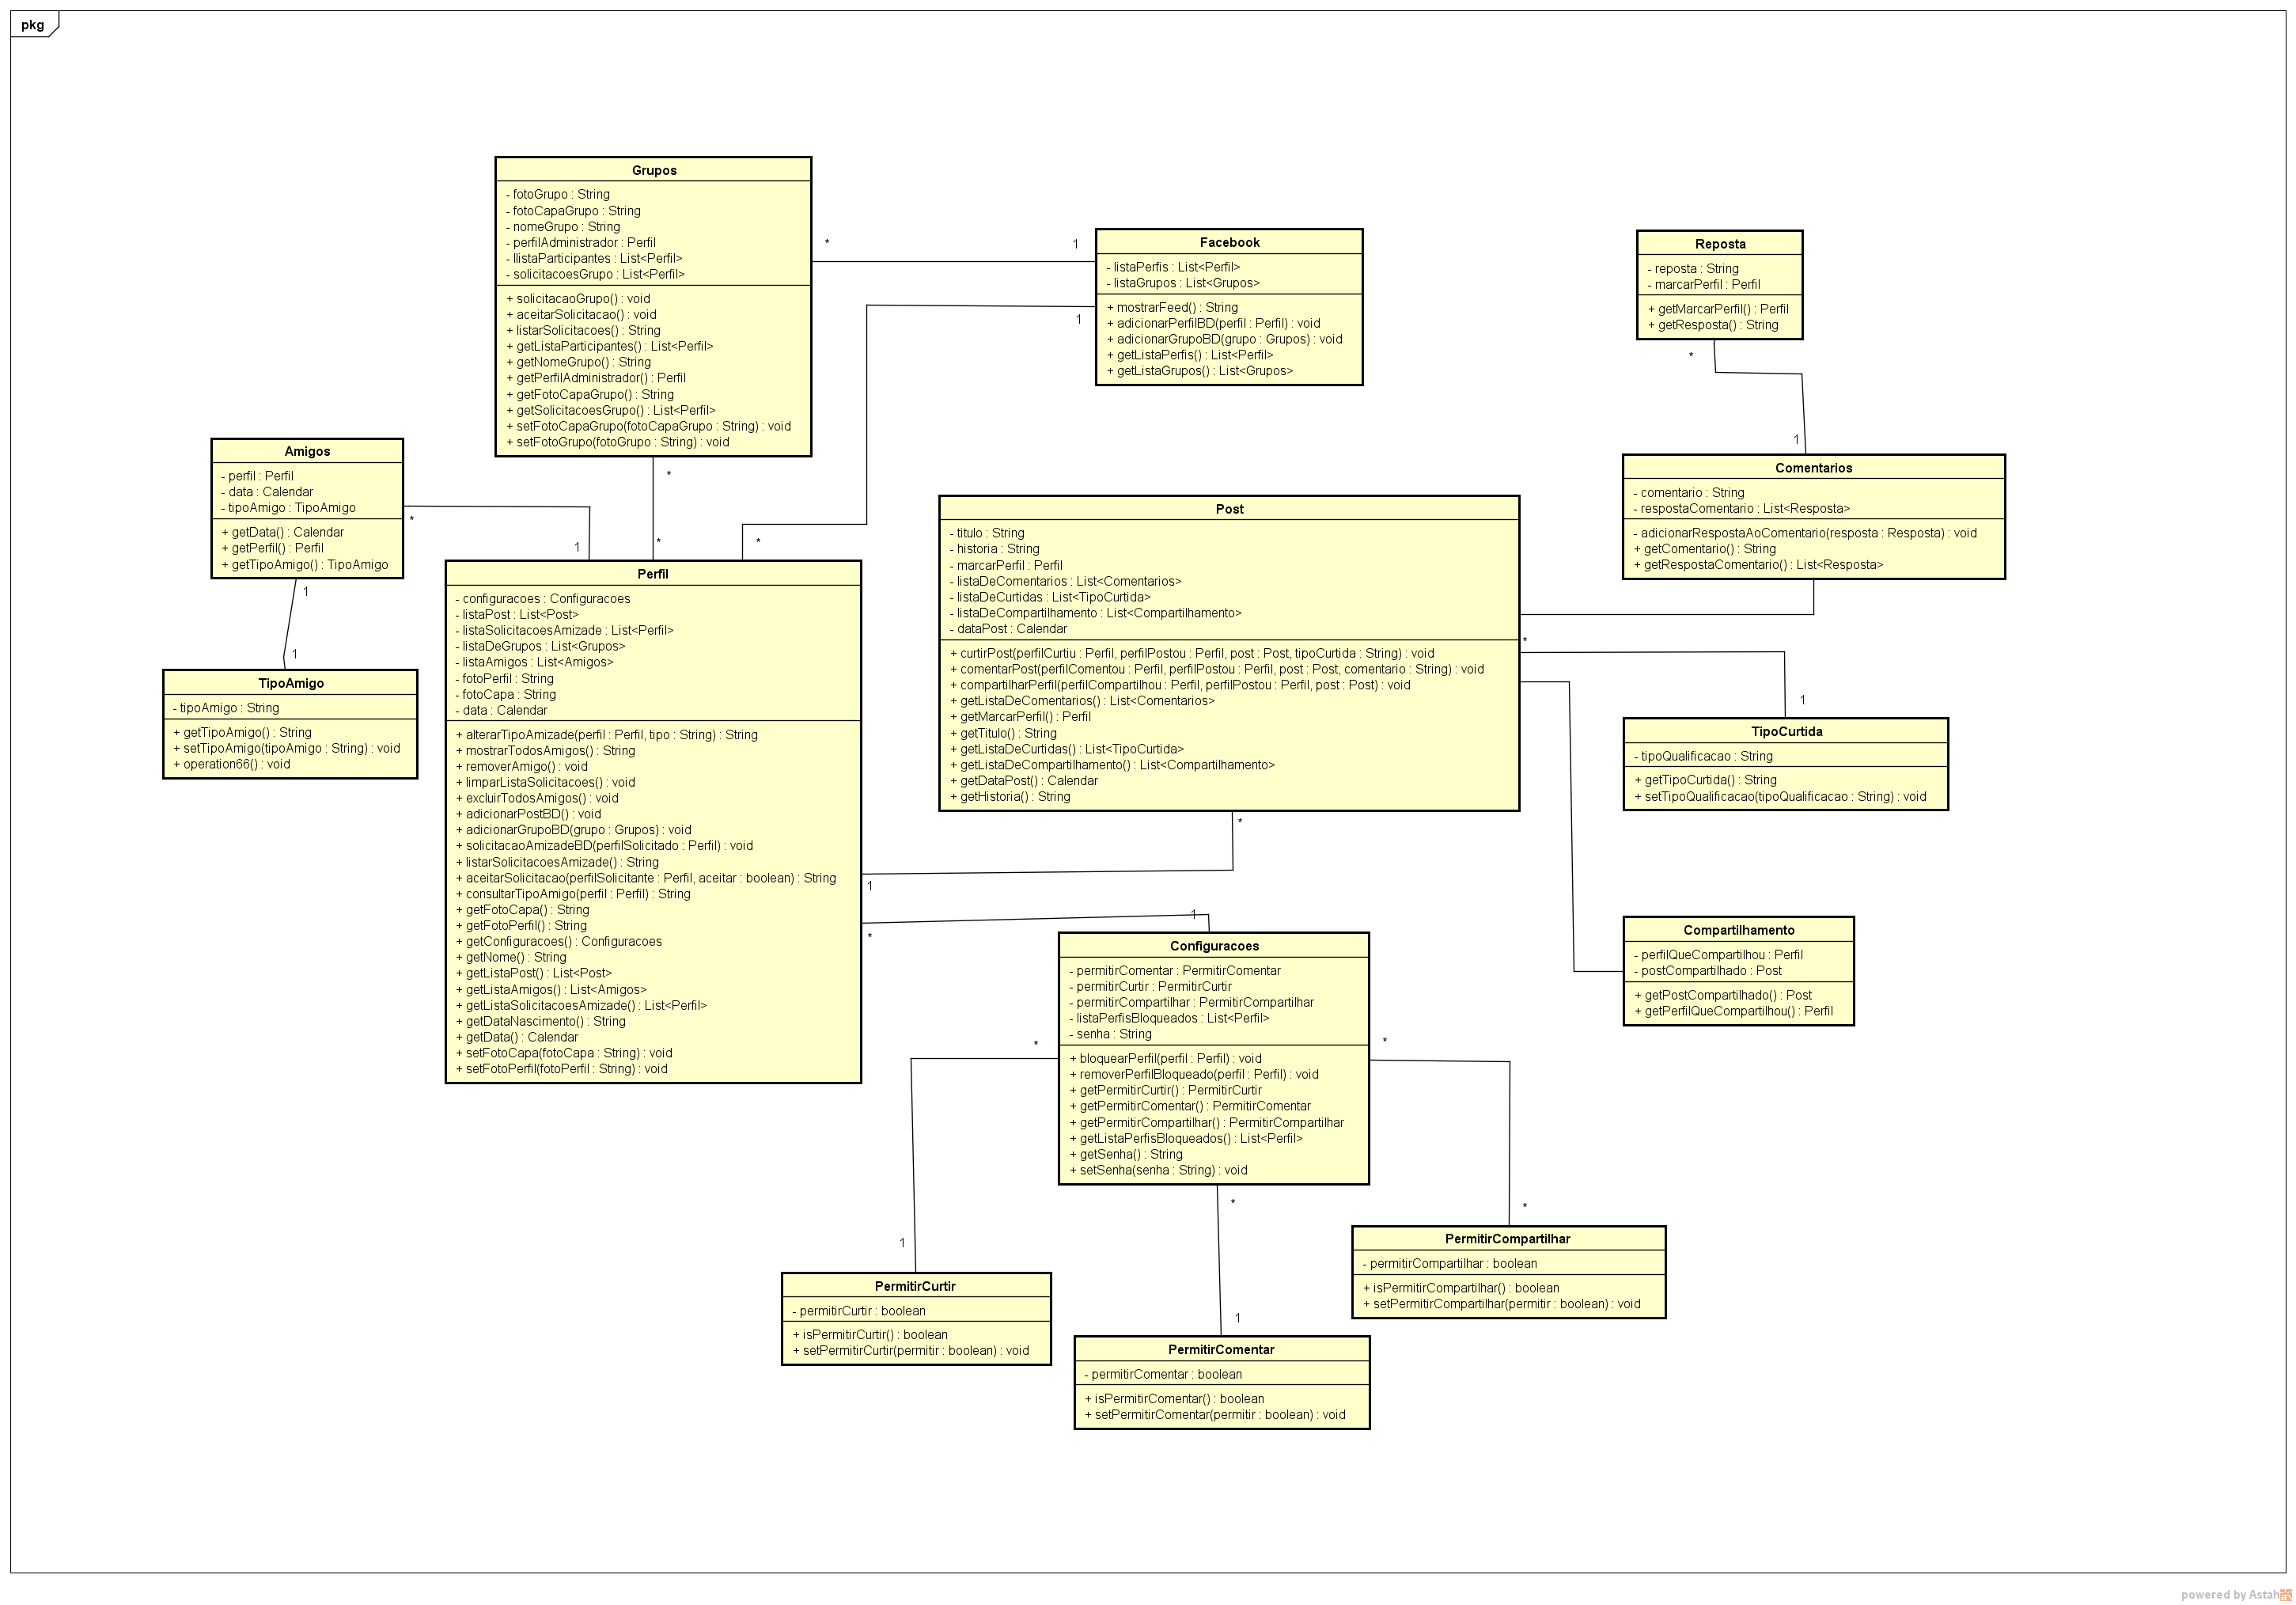 pkg
Grupos
- fotoGrupo : String
- fotoCapaGrupo : String
- nomeGrupo : String
- perfilAdministrador : Perfil
- llistaParticipantes : List<Perfil>
- solicitacoesGrupo : List<Perfil>
+ solicitacaoGrupo() : void
+ aceitarSolicitacao() : void
+ listarSolicitacoes() : String
+ getListaParticipantes() : List<Perfil>
+ getNomeGrupo() : String
+ getPerfilAdministrador() : Perfil
+ getFotoCapaGrupo() : String
+ getSolicitacoesGrupo() : List<Perfil>
+ setFotoCapaGrupo(fotoCapaGrupo : String) : void
+ setFotoGrupo(fotoGrupo : String) : void
*
1
Facebook
- listaPerfis : List<Perfil>
- listaGrupos : List<Grupos>
+ mostrarFeed() : String
+ adicionarPerfilBD(perfil : Perfil) : void
+ adicionarGrupoBD(grupo : Grupos) : void
+ getListaPerfis() : List<Perfil>
+ getListaGrupos() : List<Grupos>
1
*
*
*
Reposta
- reposta : String
- marcarPerfil : Perfil
+ getMarcarPerfil() : Perfil
+ getResposta() : String
*
1
Comentarios
- comentario : String
- respostaComentario : List<Resposta>
- adicionarRespostaAoComentario(resposta : Resposta) : void
+ getComentario() : String
+ getRespostaComentario() : List<Resposta>
Amigos
- perfil : Perfil
- data : Calendar
- tipoAmigo : TipoAmigo
+ getData() : Calendar
+ getPerfil() : Perfil
+ getTipoAmigo() : TipoAmigo
*
1
1
1
TipoAmigo
- tipoAmigo : String
+ getTipoAmigo() : String
+ setTipoAmigo(tipoAmigo : String) : void
+ operation66() : void
Perfil
- configuracoes : Configuracoes
- listaPost : List<Post>
- listaSolicitacoesAmizade : List<Perfil>
- listaDeGrupos : List<Grupos>
- listaAmigos : List<Amigos>
- fotoPerfil : String
- fotoCapa : String
- data : Calendar
+ alterarTipoAmizade(perfil : Perfil, tipo : String) : String
+ mostrarTodosAmigos() : String
+ removerAmigo() : void
+ limparListaSolicitacoes() : void
+ excluirTodosAmigos() : void
+ adicionarPostBD() : void
+ adicionarGrupoBD(grupo : Grupos) : void
+ solicitacaoAmizadeBD(perfilSolicitado : Perfil) : void
+ listarSolicitacoesAmizade() : String
+ aceitarSolicitacao(perfilSolicitante : Perfil, aceitar : boolean) : String
+ consultarTipoAmigo(perfil : Perfil) : String
+ getFotoCapa() : String
+ getFotoPerfil() : String
+ getConfiguracoes() : Configuracoes
+ getNome() : String
+ getListaPost() : List<Post>
+ getListaAmigos() : List<Amigos>
+ getListaSolicitacoesAmizade() : List<Perfil>
+ getDataNascimento() : String
+ getData() : Calendar
+ setFotoCapa(fotoCapa : String) : void
+ setFotoPerfil(fotoPerfil : String) : void
Post
- titulo : String
- historia : String
- marcarPerfil : Perfil
- listaDeComentarios : List<Comentarios>
- listaDeCurtidas : List<TipoCurtida>
- listaDeCompartilhamento : List<Compartilhamento>
- dataPost : Calendar
+ curtirPost(perfilCurtiu : Perfil, perfilPostou : Perfil, post : Post, tipoCurtida : String) : void
+ comentarPost(perfilComentou : Perfil, perfilPostou : Perfil, post : Post, comentario : String) : void
+ compartilharPerfil(perfilCompartilhou : Perfil, perfilPostou : Perfil, post : Post) : void
+ getListaDeComentarios() : List<Comentarios>
+ getMarcarPerfil() : Perfil
+ getTitulo() : String
+ getListaDeCurtidas() : List<TipoCurtida>
+ getListaDeCompartilhamento() : List<Compartilhamento>
+ getDataPost() : Calendar
+ getHistoria() : String
*
1
TipoCurtida
- tipoQualificacao : String
+ getTipoCurtida() : String
+ setTipoQualificacao(tipoQualificacao : String) : void
*
1
Compartilhamento
- perfilQueCompartilhou : Perfil
- postCompartilhado : Post
+ getPostCompartilhado() : Post
+ getPerfilQueCompartilhou() : Perfil
1
*
Configuracoes
- permitirComentar : PermitirComentar
- permitirCurtir : PermitirCurtir
- permitirCompartilhar : PermitirCompartilhar
- listaPerfisBloqueados : List<Perfil>
- senha : String
+ bloquearPerfil(perfil : Perfil) : void
+ removerPerfilBloqueado(perfil : Perfil) : void
+ getPermitirCurtir() : PermitirCurtir
+ getPermitirComentar() : PermitirComentar
+ getPermitirCompartilhar() : PermitirCompartilhar
+ getListaPerfisBloqueados() : List<Perfil>
+ getSenha() : String
+ setSenha(senha : String) : void
*
*
*
*
1
1
PermitirCompartilhar
- permitirCompartilhar : boolean
+ isPermitirCompartilhar() : boolean
+ setPermitirCompartilhar(permitir : boolean) : void
PermitirCurtir
- permitirCurtir : boolean
+ isPermitirCurtir() : boolean
+ setPermitirCurtir(permitir : boolean) : void
PermitirComentar
- permitirComentar : boolean
+ isPermitirComentar() : boolean
+ setPermitirComentar(permitir : boolean) : void
powered by Astah